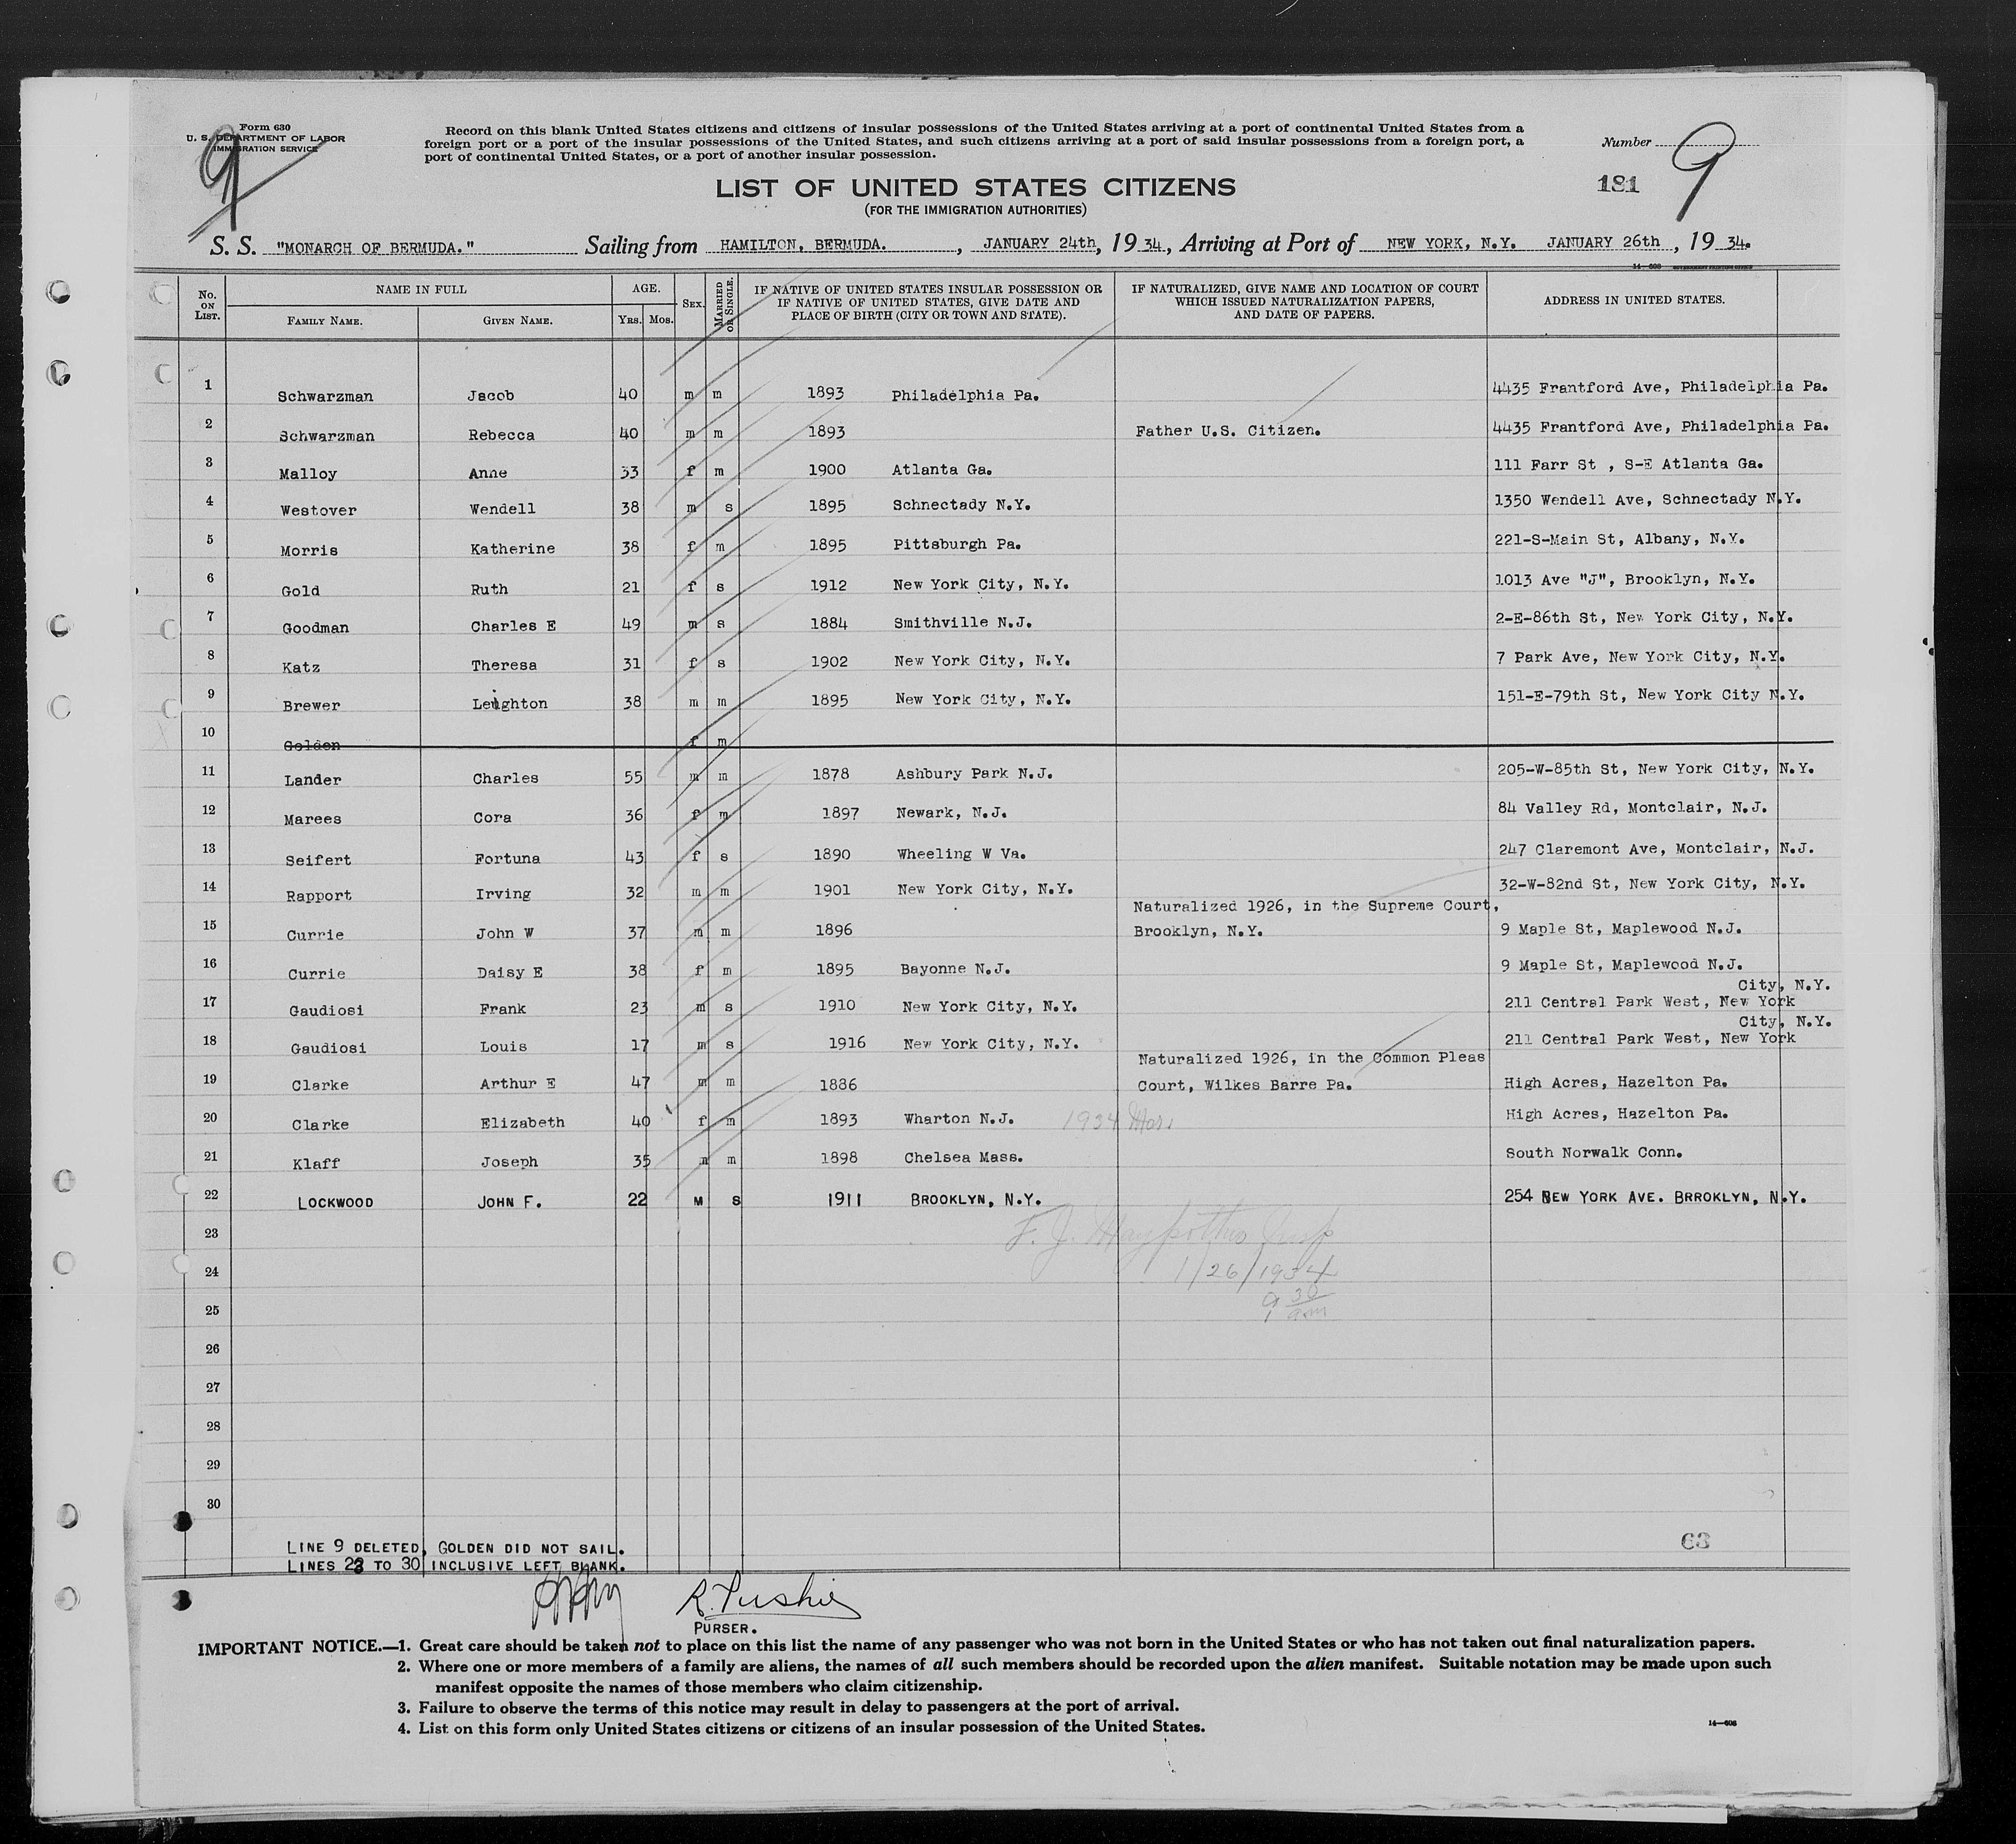 Form 630
U. S. DEPARTMENT OF LABOR
IMMIGRATION SERVICE
9
Record on this blank United States citizens and citizens of insular possessions of the United States arriving at a port of continental United States from a
foreign port or a port of the insular possessions of the United States, and such citizens arriving at a port of said insular possessions from a foreign port, a
port of continental United States, or a port of another insular possession.
Number 9
181
LIST OF UNITED STATES CITIZENS
(FOR THE IMMIGRATION AUTHORITIES)
S. S. "MONARCH OF BERMUDA." Sailing from HAMILTON, BERMUDA. , JANUARY 24th, 19 34., Arriving at Port of NEW YORK, N.Y. JANUARY 26th , 19 34.
No. ON LIST. NAME IN FULL FAMILY NAME. GIVEN NAME. AGE. YRS. MOS. SEX. MARRIED OR SINGLE. IF NATIVE OF UNITED STATES INSULAR POSSESSION OR IF NATIVE OF UNITED STATES, GIVE DATE AND PLACE OF BIRTH (CITY OR TOWN AND STATE). IF NATURALIZED, GIVE NAME AND LOCATION OF COURT WHICH ISSUED NATURALIZATION PAPERS, AND DATE OF PAPERS. ADDRESS IN UNITED STATES.
1 Schwarzman Jacob 40 m m 1893 Philadelphia Pa. 4435 Frantford Ave, Philadelphia Pa.
2 Schwarzman Rebecca 40 m m 1893 Father U.S. Citizen. 4435 Frantford Ave, Philadelphia Pa.
3 Malloy Anne 33 f m 1900 Atlanta Ga. 111 Farr St , S-E Atlanta Ga.
4 Westover Wendell 38 m s 1895 Schnectady N.Y. 1350 Wendell Ave, Schnectady N.Y.
5 Morris Katherine 38 f m 1895 Pittsburgh Pa. 221-S-Main St, Albany, N.Y.
6 Gold Ruth 21 f s 1912 New York City, N.Y. 1013 Ave "J", Brooklyn, N.Y.
7 Goodman Charles E 49 m s 1884 Smithville N.J. 2-E-86th St, New York City, N.Y.
8 Katz Theresa 31 f s 1902 New York City, N.Y. 7 Park Ave, New York City, N.Y.
9 Brewer Leighton 38 m m 1895 New York City, N.Y. 151-E-79th St, New York City N.Y.
10 Golden f m
11 Lander Charles 55 m m 1878 Ashbury Park N.J. 205-W-85th St, New York City, N.Y.
12 Marees Cora 36 f m 1897 Newark, N.J. 84 Valley Rd, Montclair, N.J.
13 Seifert Fortuna 43 f s 1890 Wheeling W Va. 247 Claremont Ave, Montclair, N.J.
14 Rapport Irving 32 m m 1901 New York City, N.Y. 32-W-82nd St, New York City, N.Y.
Naturalized 1926, in the Supreme Court,
15 Currie John W 37 m m 1896 Brooklyn, N.Y. 9 Maple St, Maplewood N.J.
16 Currie Daisy E 38 f m 1895 Bayonne N.J. 9 Maple St, Maplewood N.J.
City, N.Y.
17 Gaudiosi Frank 23 m s 1910 New York City, N.Y. 211 Central Park West, New York
City, N.Y.
18 Gaudiosi Louis 17 m s 1916 New York City, N.Y. 211 Central Park West, New York
Naturalized 1926, in the Common Pleas
19 Clarke Arthur E 47 m m 1886 Court, Wilkes Barre Pa. High Acres, Hazelton Pa.
20 Clarke Elizabeth 40 f m 1893 Wharton N.J. 1934 High Acres, Hazelton Pa.
21 Klaff Joseph 35 m m 1898 Chelsea Mass. South Norwalk Conn.
22 LOCKWOOD JOHN F. 22 M S 1911 BROOKLYN, N.Y. 254 NEW YORK AVE. BRROKLYN, N.Y.
23
F. J.
24 1/26/1934
25 9 30 am
26
27
28
29
30
LINE 9 DELETED, GOLDEN DID NOT SAIL.
63
LINES 23 TO 30 INCLUSIVE LEFT BLANK.
R.
PURSER.
IMPORTANT NOTICE.—1. Great care should be taken not to place on this list the name of any passenger who was not born in the United States or who has not taken out final naturalization papers.
2. Where one or more members of a family are aliens, the names of all such members should be recorded upon the alien manifest. Suitable notation may be made upon such
manifest opposite the names of those members who claim citizenship.
3. Failure to observe the terms of this notice may result in delay to passengers at the port of arrival.
4. List on this form only United States citizens or citizens of an insular possession of the United States.